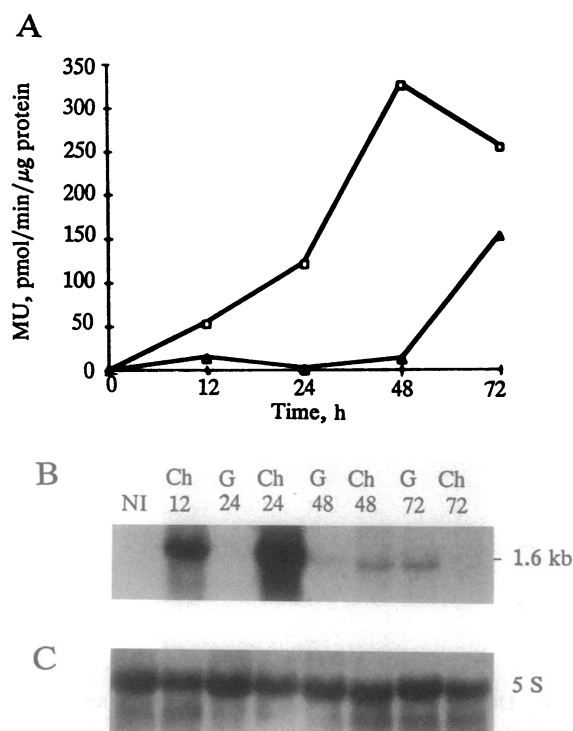 A
MU, pmol/min/µg protein
350
300
250
200
150
100
50
0
0 12 24 48 72
Time, h
B
Ch G Ch G Ch G Ch
NI 12 24 24 48 48 72 72
- 1.6 kb
C
5 S